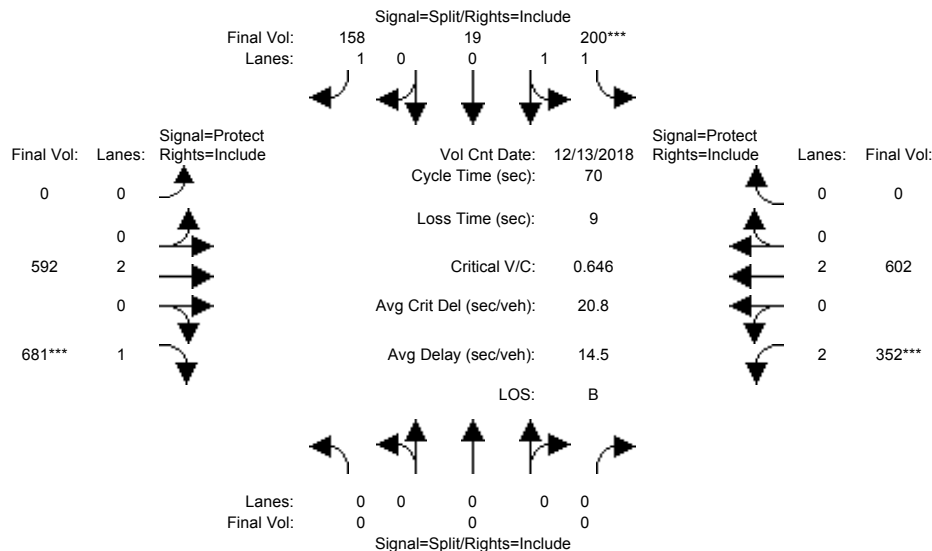 Signal=Split/Rights=Include
Final Vol: 158 19 200***
Lanes: 1 0 0 1 1
Signal=Protect Signal=Protect
Final Vol: Lanes: Rights=Include Vol Cnt Date: 12/13/2018 Rights=Include Lanes: Final Vol:
Cycle Time (sec): 70
0 0 0 0
Loss Time (sec): 9
0 0
592 2 Critical V/C: 0.646 2 602
0 Avg Crit Del (sec/veh): 20.8 0
681*** 1 Avg Delay (sec/veh): 14.5 2 352***
LOS: B
Lanes: 0 0 0 0 0
Final Vol: 0 0 0
Signal=Split/Rights=Include